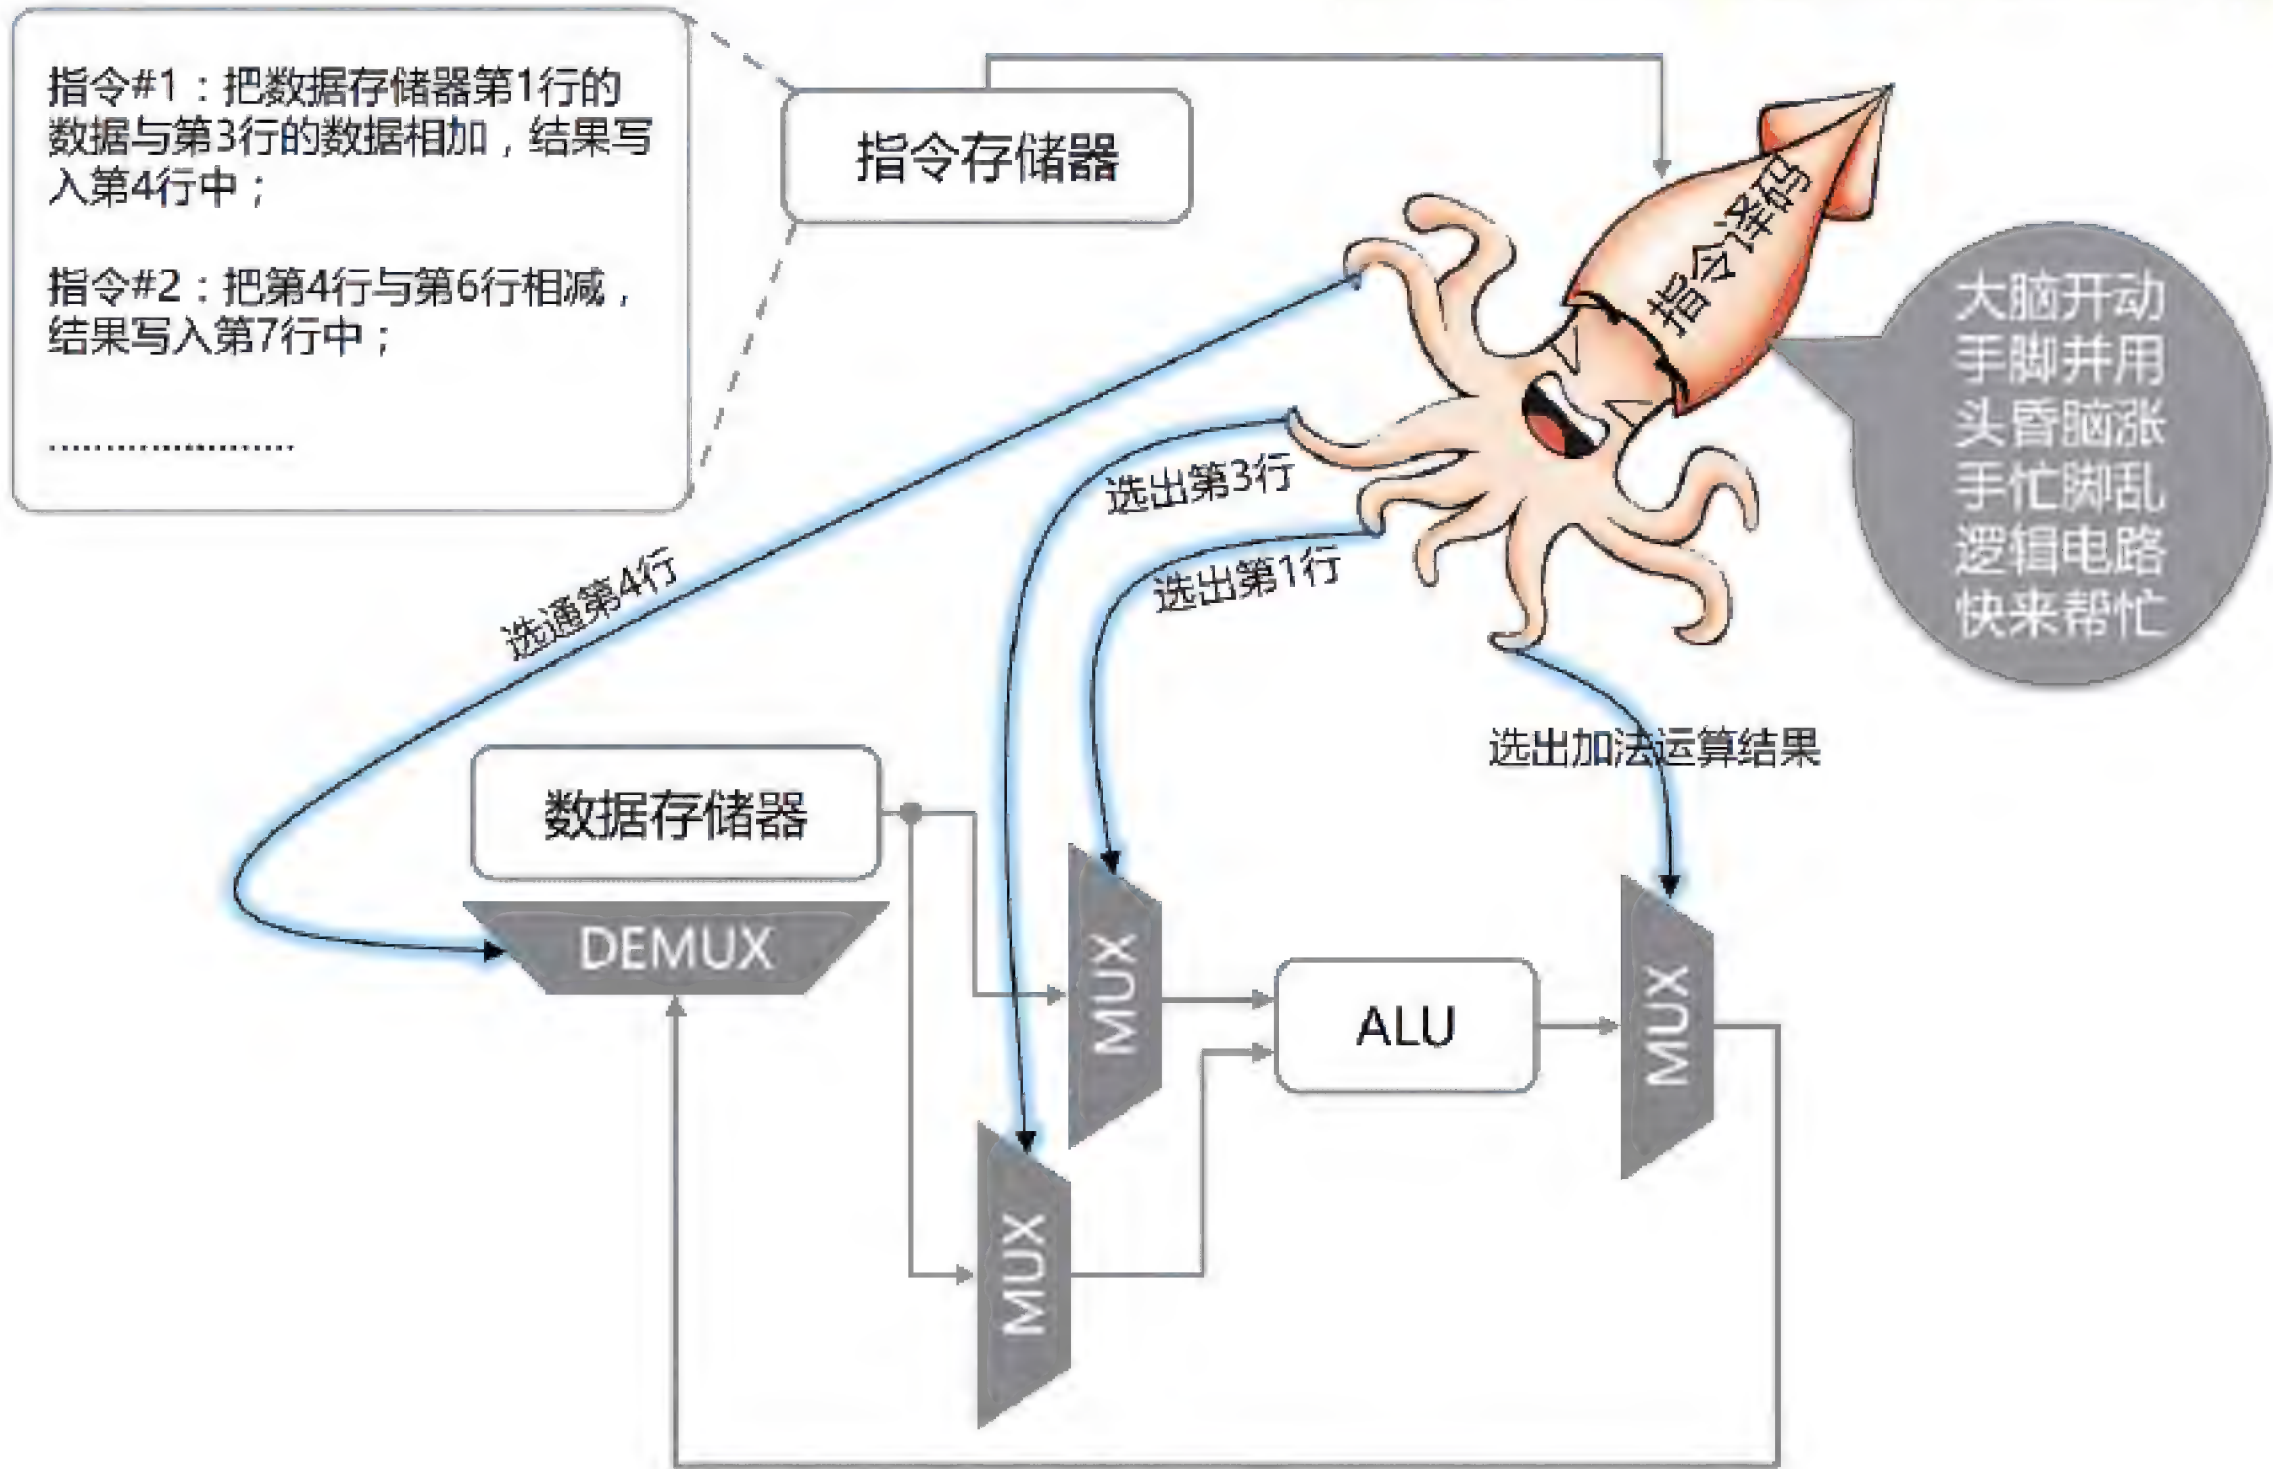 指令#1：把数据存储器第1行的
数据与第3行的数据相加，结果写
入第4行中；
指令#2：把第4行与第6行相减，
结果写入第7行中；
.....................
指令存储器
指令译码
大脑开动
手脚并用
头昏脑涨
手忙脚乱
逻辑电路
快来帮忙
选出第3行
选出第1行
选通第4行
选出加法运算结果
数据存储器
DEMUX
MUX
ALU
MUX
MUX